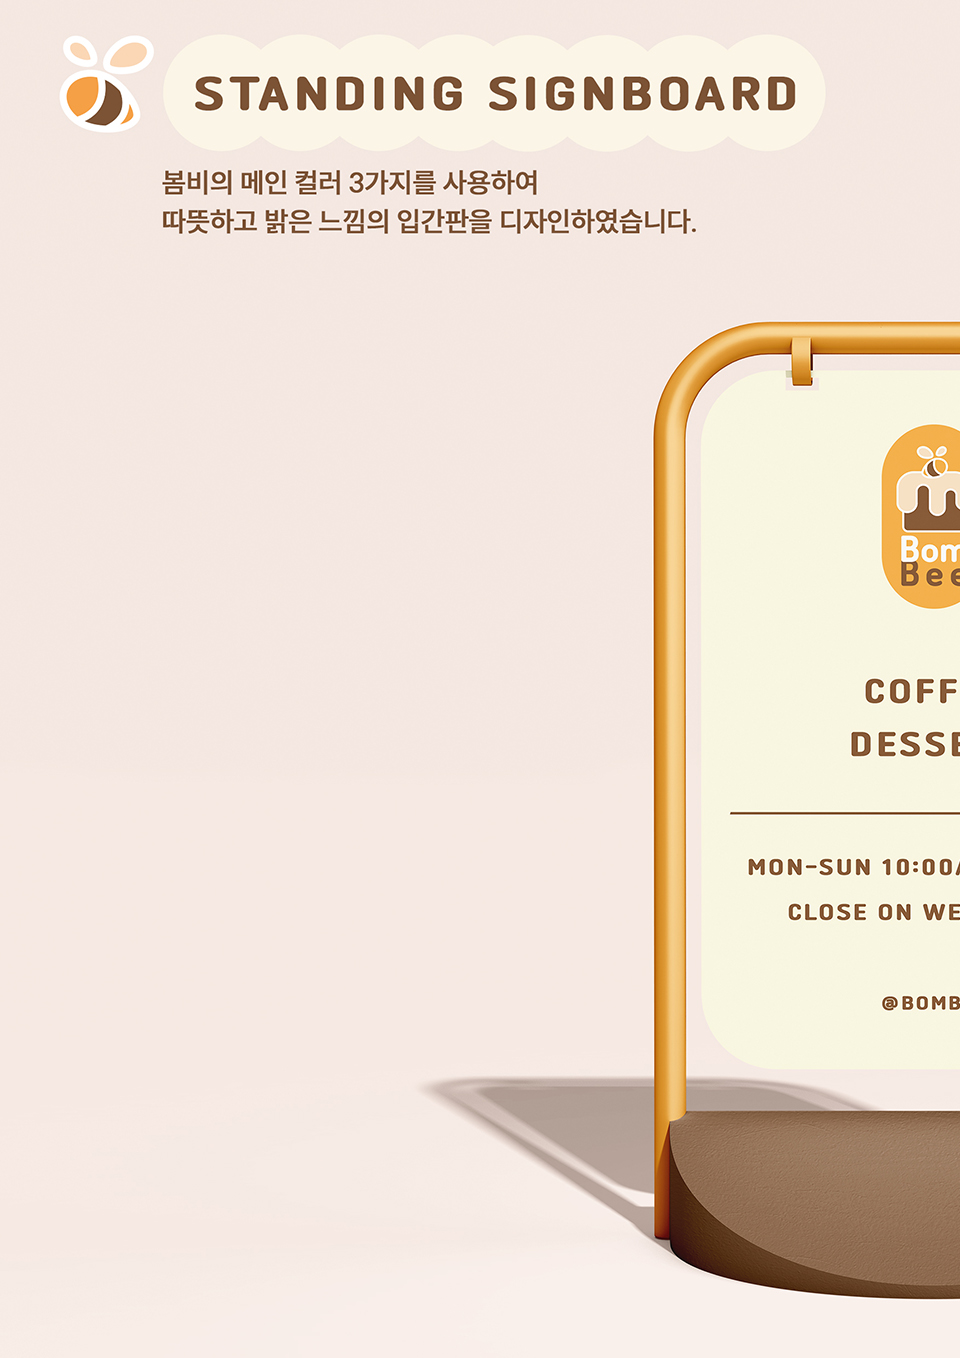 STANDING SIGNBOARD
봄비의 메인 컬러 3가지를 사용하여
따뜻하고 밝은 느낌의 입간판을 디자인하였습니다.
Bom
Bee
COFF
DESSE
MON-SUN 10:00
CLOSE ON WE
@BOMB